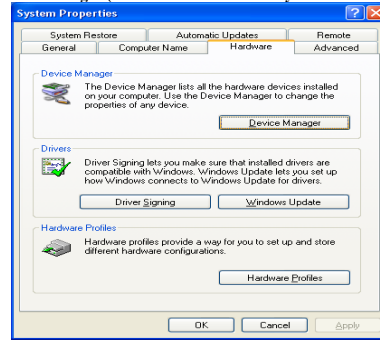 System Properties
System Restore Automatic Updates Remote
General Computer Name Hardware Advanced
Device Manager
The Device Manager lists all the hardware devices installed
on your computer. Use the Device Manager to change the
properties of any device.
Device Manager
Drivers
Driver Signing lets you make sure that installed drivers are
compatible with Windows. Windows Update lets you set up
how Windows connects to Windows Update for drivers.
Driver Signing Windows Update
Hardware Profiles
Hardware profiles provide a way for you to set up and store
different hardware configurations.
Hardware Profiles
OK Cancel Apply